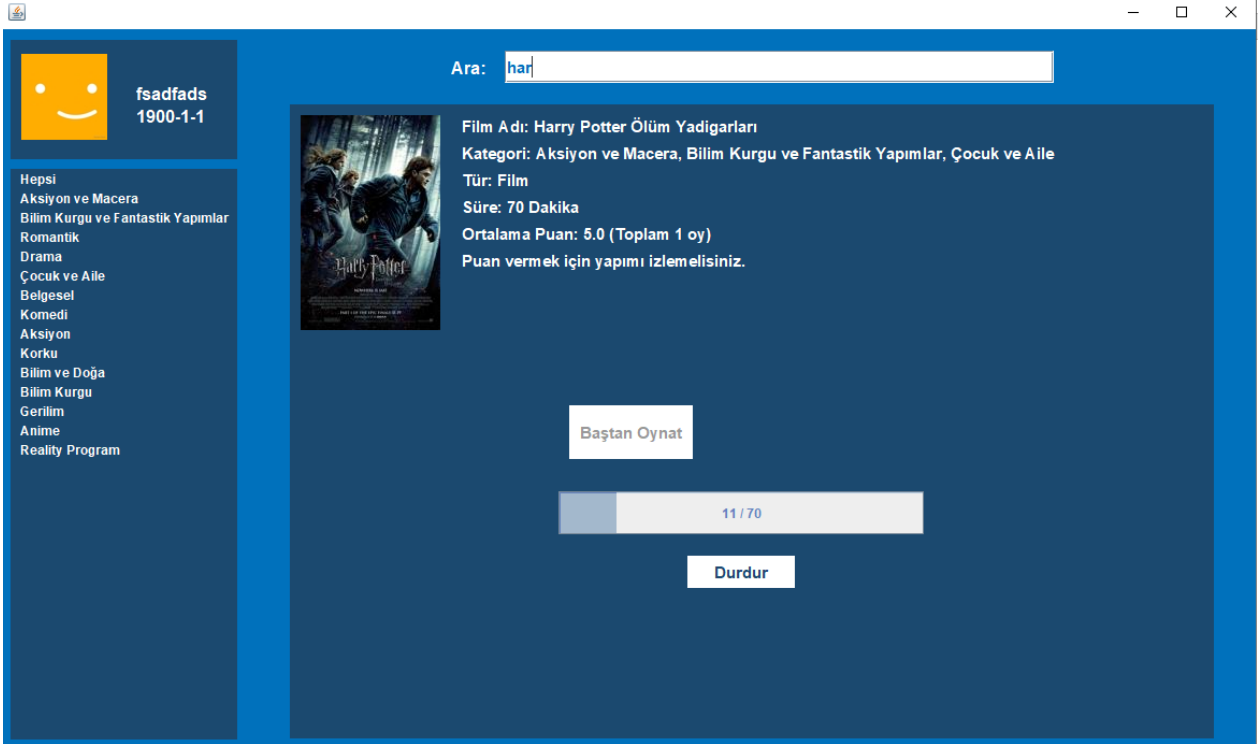 fsadfads
1900-1-1
Hepsi
Aksiyon ve Macera
Bilim Kurgu ve Fantastik Yapımlar
Romantik
Drama
Çocuk ve Aile
Belgesel
Komedi
Aksiyon
Korku
Bilim ve Doğa
Bilim Kurgu
Gerilim
Anime
Reality Program
Ara: har
Harry Potter
Film Adı: Harry Potter Ölüm Yadigarları
Kategori: Aksiyon ve Macera, Bilim Kurgu ve Fantastik Yapımlar, Çocuk ve Aile
Tür: Film
Süre: 70 Dakika
Ortalama Puan: 5.0 (Toplam 1 oy)
Puan vermek için yapımı izlemelisiniz.
Baştan Oynat
11 / 70
Durdur